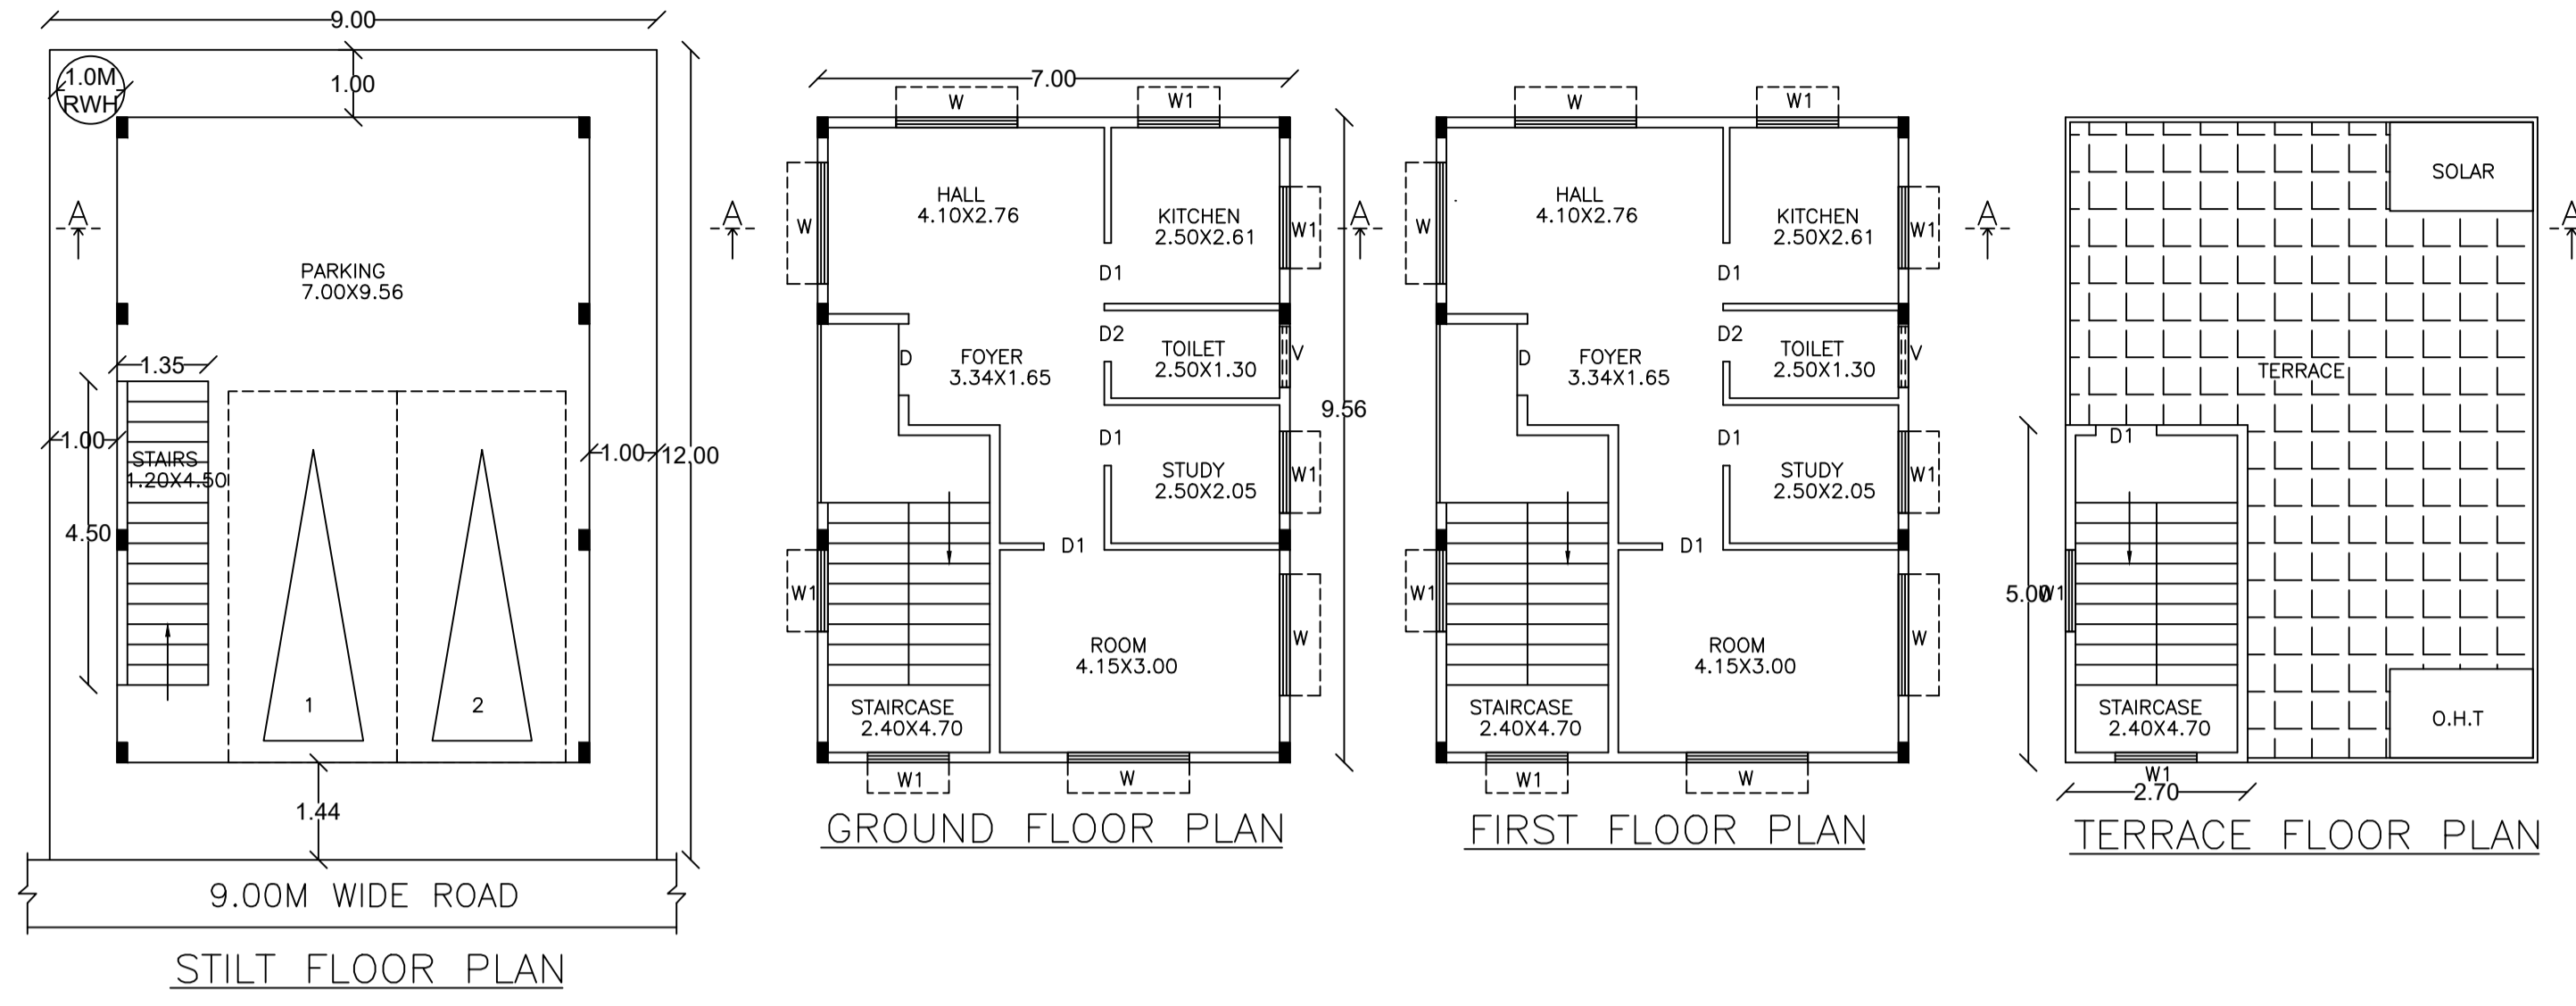 9.00
1.0M
RWH
1.00
A
A
PARKING
7.00X9.56
1.35
1.00
STAIRS
1.20X4.50
4.50
1.00
12.00
1
2
1.44
9.00M WIDE ROAD
STILT FLOOR PLAN
7.00
W
W1
W
HALL
4.10X2.76
KITCHEN
2.50X2.61
W1
A
D1
D2
D
FOYER
3.34X1.65
TOILET
2.50X1.30
V
9.56
D1
STUDY
2.50X2.05
W1
D1
W1
ROOM
4.15X3.00
W
STAIRCASE
2.40X4.70
W1
W
GROUND FLOOR PLAN
W
W1
W
HALL
4.10X2.76
KITCHEN
2.50X2.61
W1
A
D1
D2
D
FOYER
3.34X1.65
TOILET
2.50X1.30
V
D1
STUDY
2.50X2.05
W1
D1
W1
ROOM
4.15X3.00
W
STAIRCASE
2.40X4.70
W1
W
FIRST FLOOR PLAN
SOLAR
A
TERRACE
D1
5.00
W1
STAIRCASE
2.40X4.70
O.H.T
W1
2.70
TERRACE FLOOR PLAN